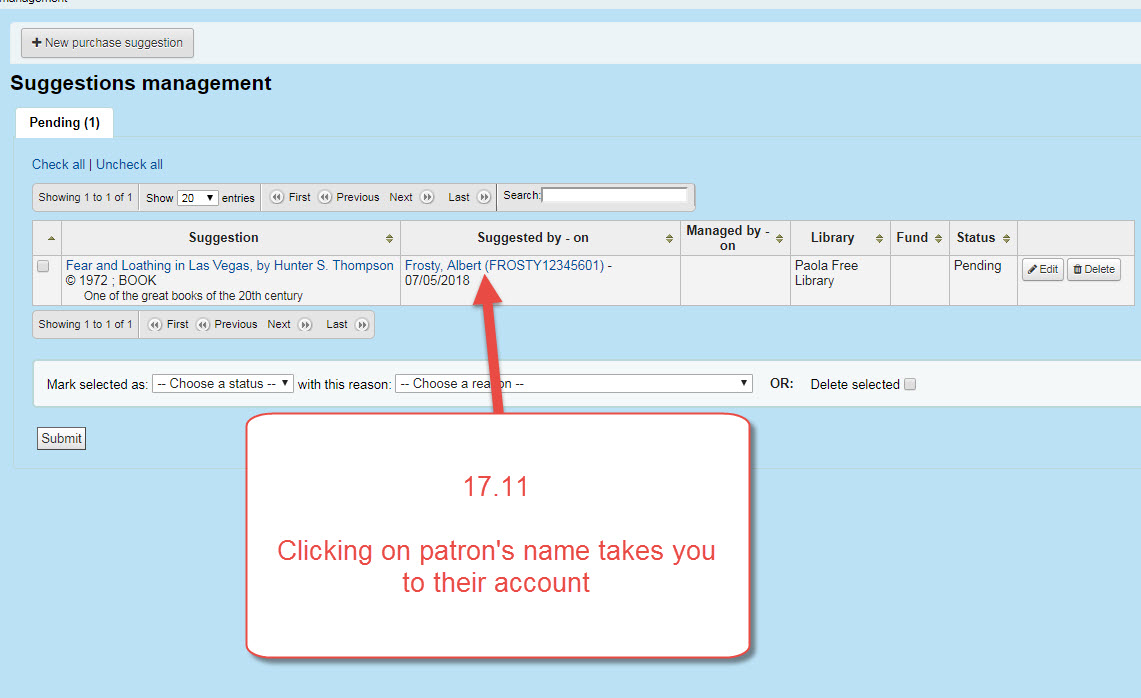 management
New purchase suggestion
Suggestions management
Pending (1)
Check all | Uncheck all
Showing 1 to 1 of 1 Show 20 entries First Previous Next Last Search:
Suggestion Suggested by - on Managed by - on Library Fund Status
Fear and Loathing in Las Vegas, by Hunter S. Thompson
© 1972 ; BOOK
One of the great books of the 20th century
Frosty, Albert (FROSTY12345601) -
07/05/2018
Paola Free
Library
Pending
Edit Delete
Showing 1 to 1 of 1 First Previous Next Last
Mark selected as: -- Choose a status -- with this reason: -- Choose a reason -- OR: Delete selected
Submit
17.11
Clicking on patron's name takes you
to their account